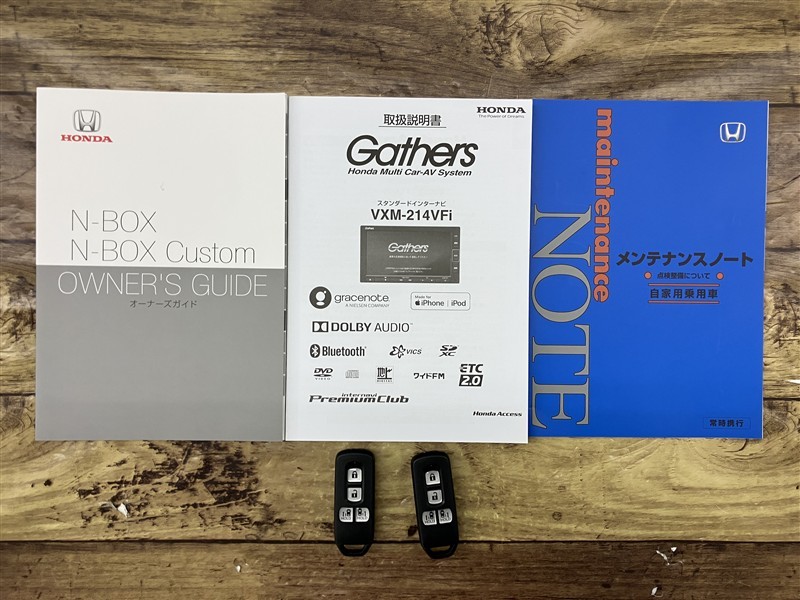 HONDA
N-BOX
N-BOX Custom
OWNER'S GUIDE
オーナーズガイド
HONDA
The Power of Dreams
取扱説明書
Gathers
Honda Multi Car-AV System
スタンダードインターナビ
VXM-214VFi
Gathers
gracenote.
A NIELSEN COMPANY
Made for
iPhone | iPod
DOLBY AUDIO™
Bluetooth®
VICS
SD XC
DVD VIDEO
ワイドFM
ETC 2.0
internavi
PremiumClub
Honda Access
maintenance
NOTE
メンテナンスノート
点検整備について
自家用乗用車
常時携行
HOLD
HOLD
HOLD
HOLD